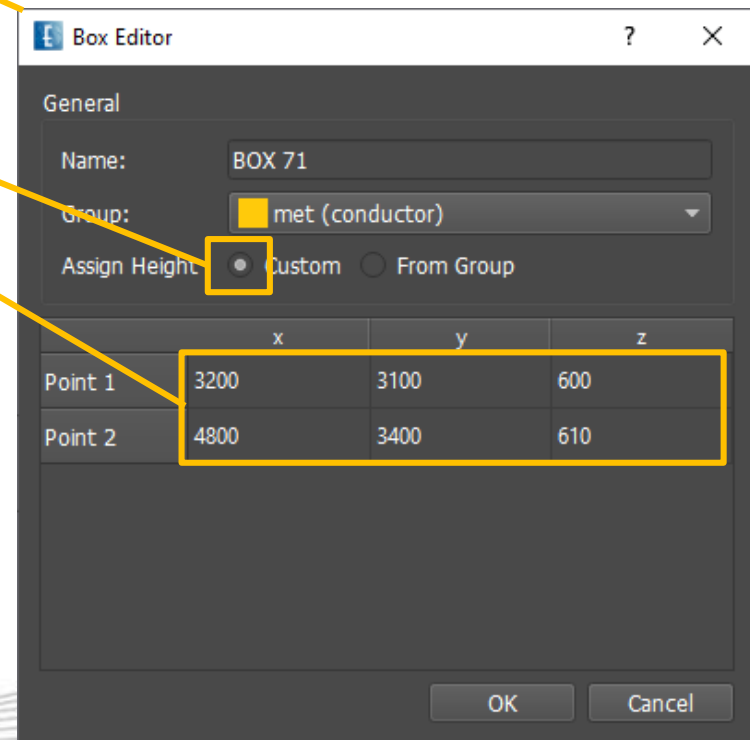 Box Editor ? ×
General
Name: BOX 71
Group: met (conductor)
Assign Height Custom From Group
x y z
Point 1 3200 3100 600
Point 2 4800 3400 610
OK Cancel